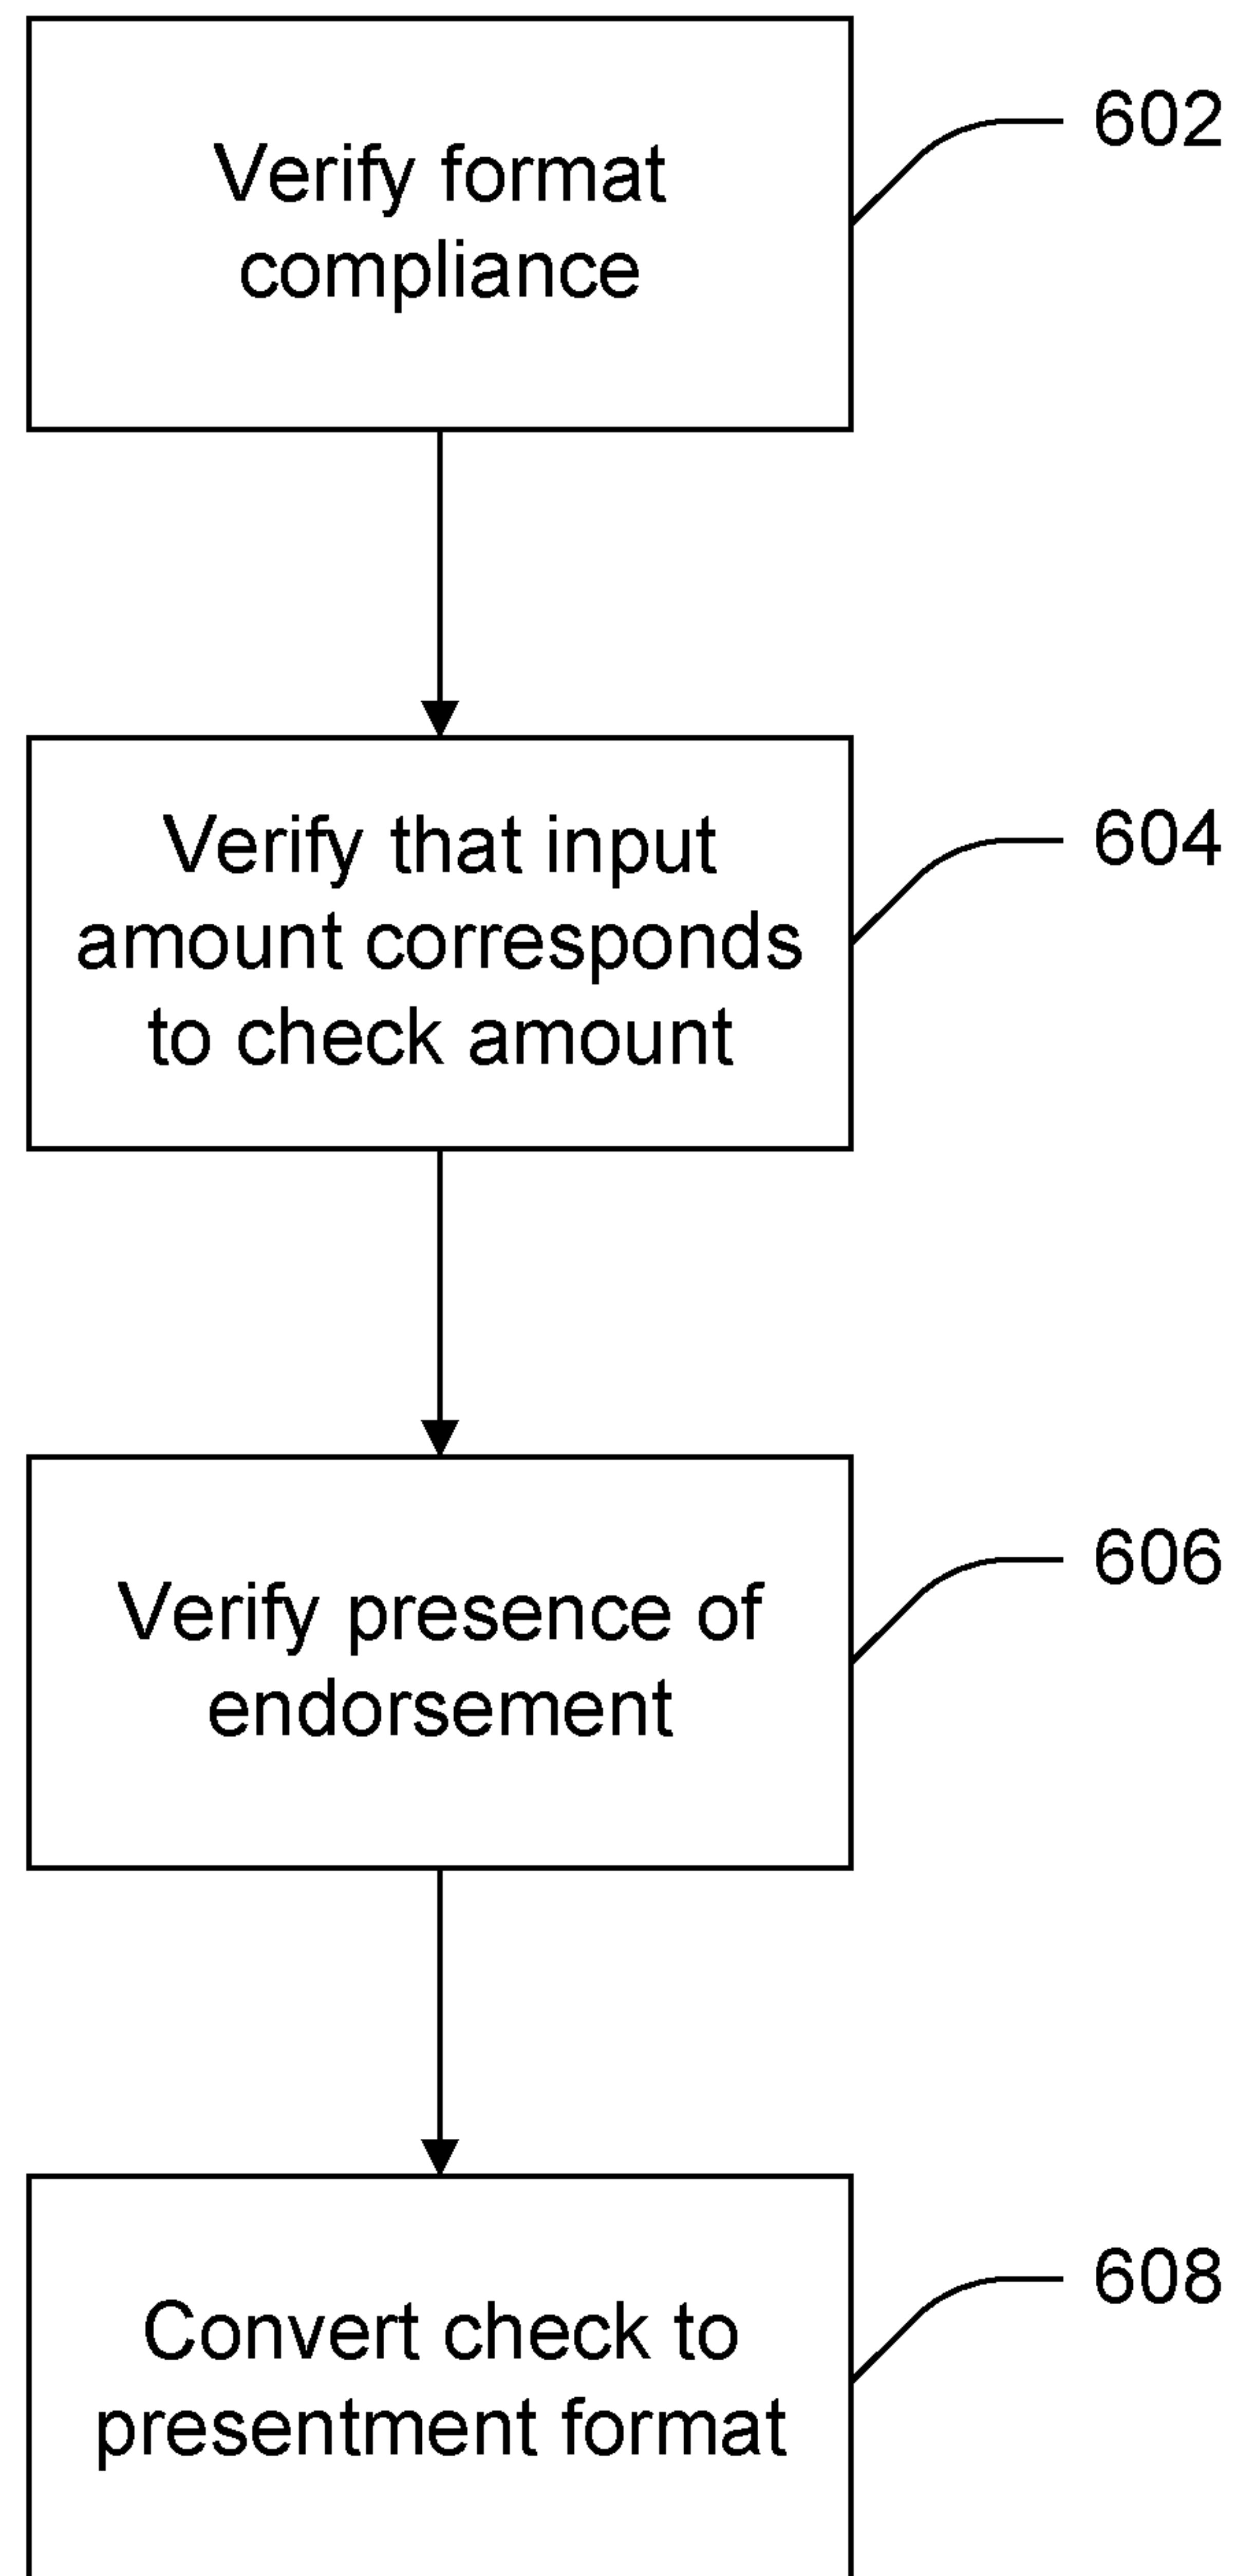 Verify format
compliance
602
Verify that input
amount corresponds
to check amount
604
Verify presence of
endorsement
606
Convert check to
presentment format
608